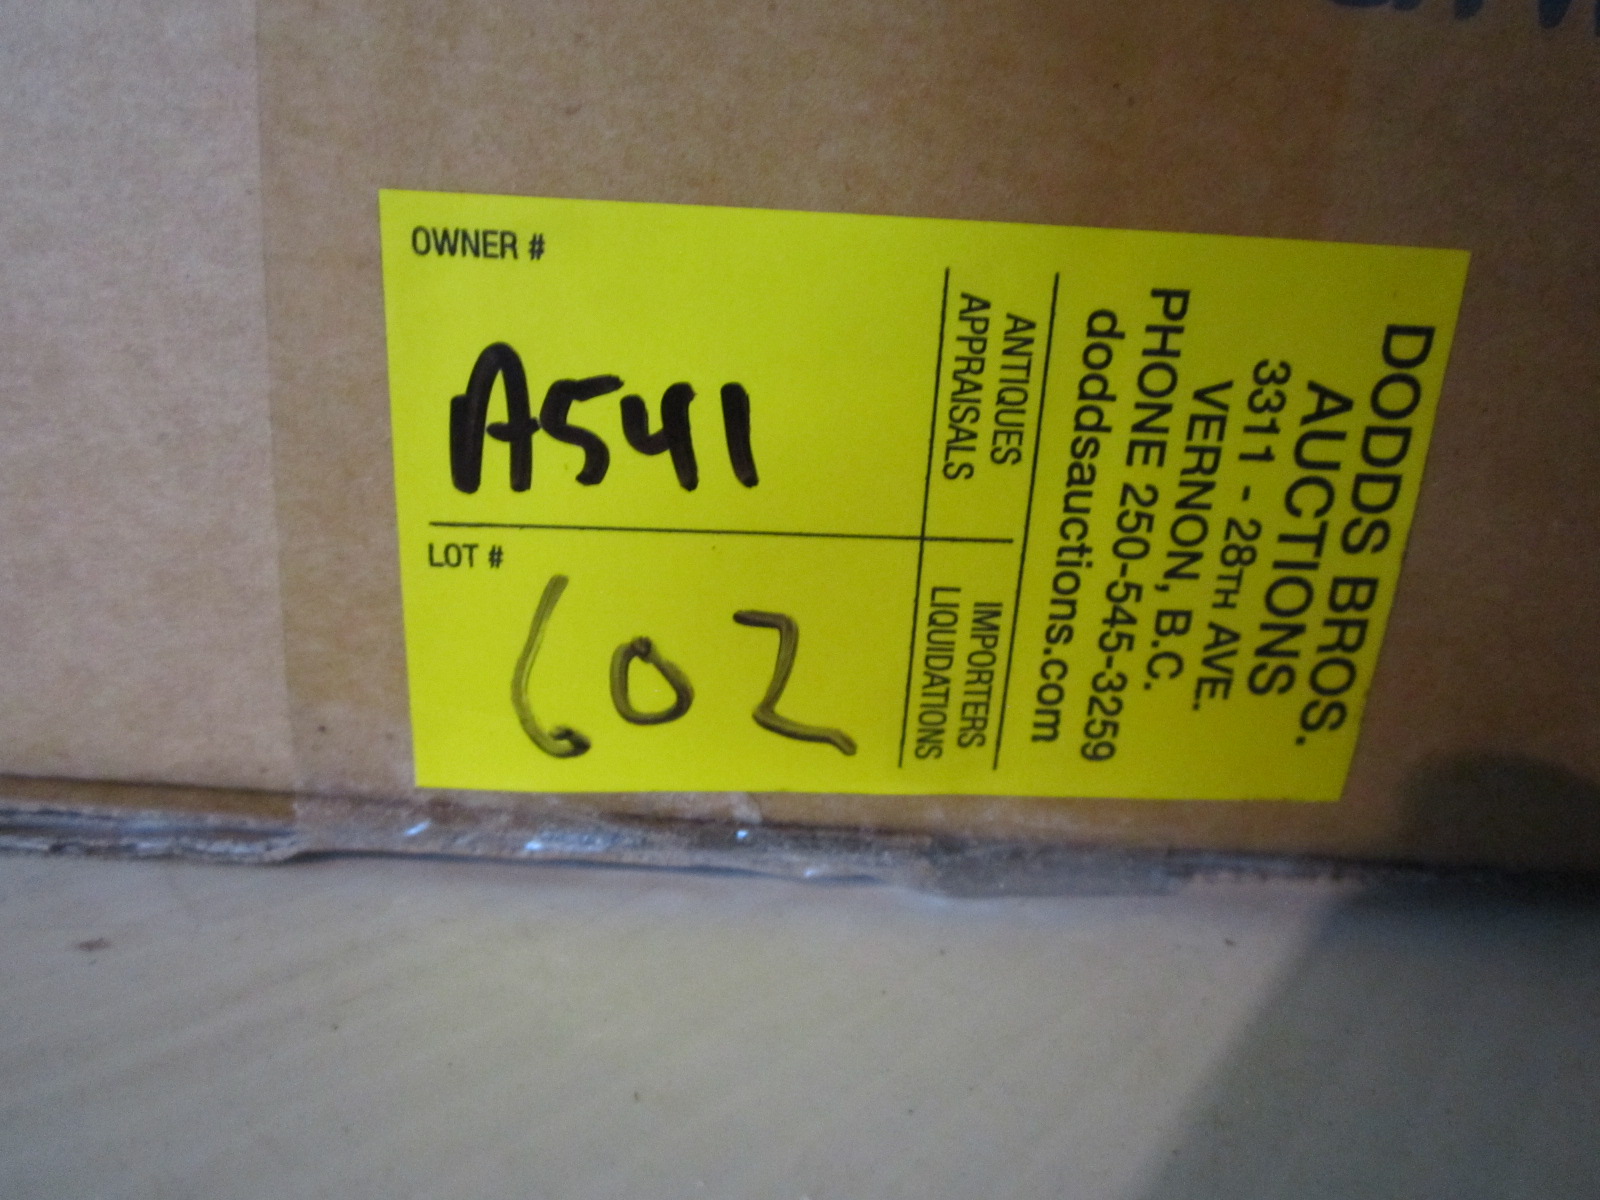 OWNER #
A541
LOT #
602
DODDS BROS.
AUCTIONS
3311 - 28TH AVE.
VERNON, B.C.
PHONE 250-545-3259
doddsauctions.com
ANTIQUES
APPRAISALS
IMPORTERS
LIQUIDATIONS